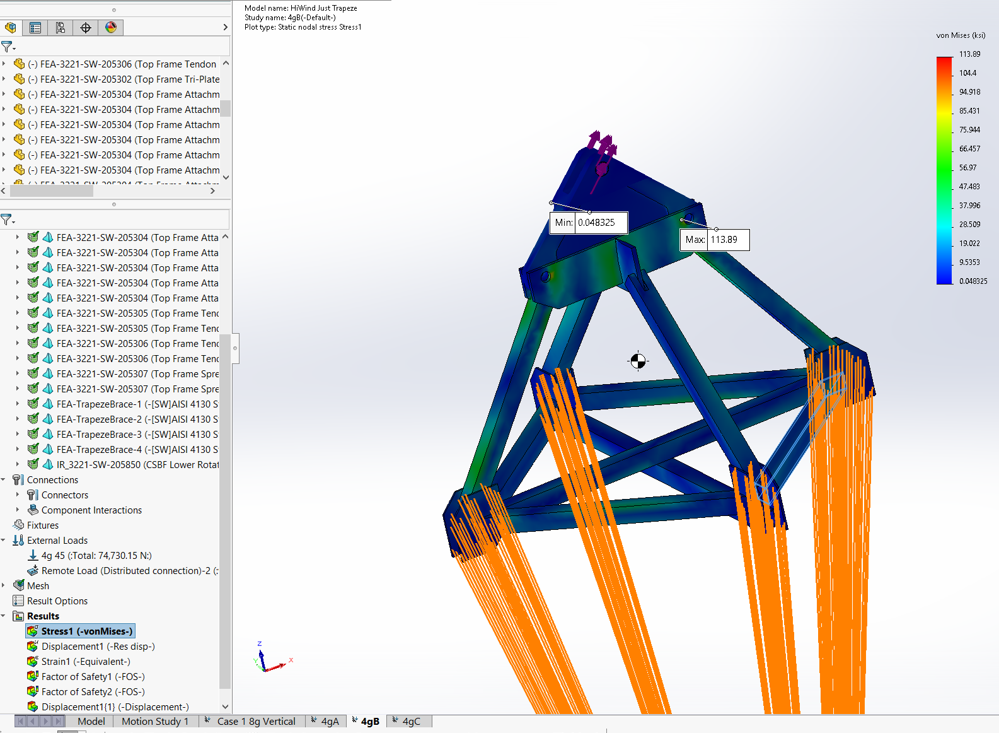 Model name: HiWind Just Trapeze
Study name: 4gB(-Default-)
Plot type: Static nodal stress Stress1
(-) FEA-3221-SW-205306 (Top Frame Tendon
(-) FEA-3221-SW-205302 (Top Frame Tri-Plate
(-) FEA-3221-SW-205304 (Top Frame Attachm
(-) FEA-3221-SW-205304 (Top Frame Attachm
(-) FEA-3221-SW-205304 (Top Frame Attachm
(-) FEA-3221-SW-205304 (Top Frame Attachm
(-) FEA-3221-SW-205304 (Top Frame Attachm
(-) FEA-3221-SW-205304 (Top Frame Attachm
FEA-3221-SW-205304 (Top Frame Atta
FEA-3221-SW-205304 (Top Frame Atta
FEA-3221-SW-205304 (Top Frame Atta
FEA-3221-SW-205304 (Top Frame Atta
FEA-3221-SW-205304 (Top Frame Atta
FEA-3221-SW-205305 (Top Frame Tend
FEA-3221-SW-205305 (Top Frame Tend
FEA-3221-SW-205306 (Top Frame Tend
FEA-3221-SW-205306 (Top Frame Tend
FEA-3221-SW-205307 (Top Frame Spre
FEA-3221-SW-205307 (Top Frame Spre
FEA-TrapezeBrace-1 (-[SW]AISI 4130 S
FEA-TrapezeBrace-2 (-[SW]AISI 4130 S
FEA-TrapezeBrace-3 (-[SW]AISI 4130 S
FEA-TrapezeBrace-4 (-[SW]AISI 4130 S
IR_3221-SW-205850 (CSBF Lower Rotat
Connections
Connectors
Component Interactions
Fixtures
External Loads
4g 45 (:Total: 74,730.15 N:)
Remote Load (Distributed connection)-2 (:
Mesh
Result Options
Results
Stress1 (-vonMises-)
Displacement1 (-Res disp-)
Strain1 (-Equivalent-)
Factor of Safety1 (-FOS-)
Factor of Safety2 (-FOS-)
Displacement1{1} (-Displacement-)
von Mises (ksi)
113.89
104.4
94.918
85.431
75.944
66.457
56.97
47.483
37.996
28.509
19.022
9.5353
0.048325
Min: 0.048325
Max: 113.89
Z
Y
X
Model
Motion Study 1
Case 1 8g Vertical
4gA
4gB
4gC